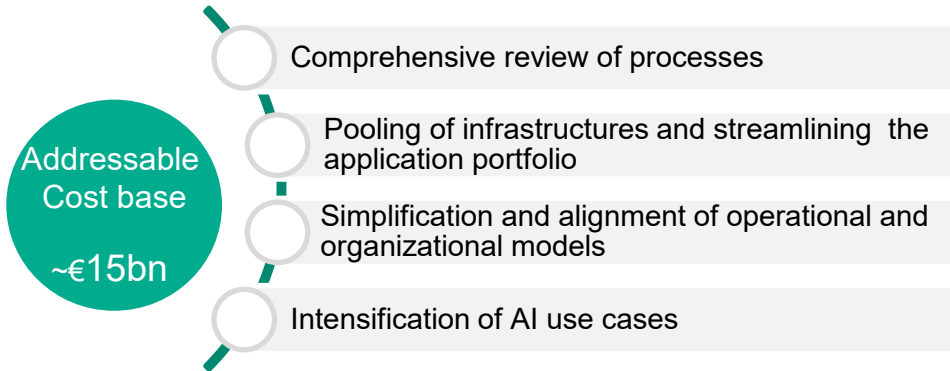 Comprehensive review of processes
Pooling of infrastructures and streamlining the
application portfolio
Addressable
Cost base
~€15bn
Simplification and alignment of operational and
organizational models
Intensification of AI use cases